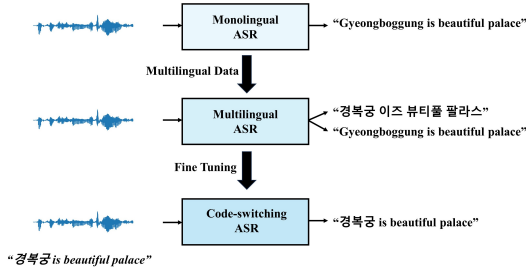 Monolingual
ASR
“Gyeongboggung is beautiful palace”
Multilingual Data
Multilingual
ASR
“경복궁 이즈 뷰티풀 팔라스”
“Gyeongboggung is beautiful palace”
Fine Tuning
Code-switching
ASR
“경복궁 is beautiful palace”
“경복궁 is beautiful palace”